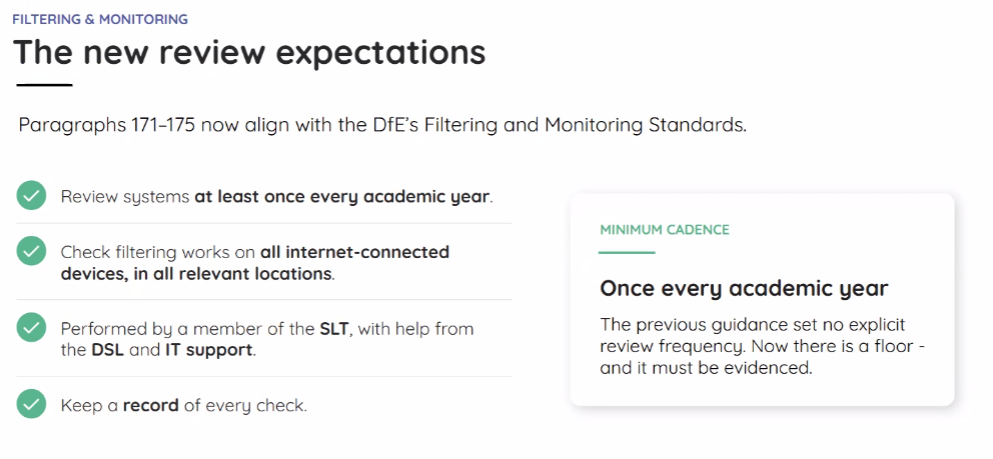 FILTERING & MONITORING
The new review expectations
Paragraphs 171–175 now align with the DfE's Filtering and Monitoring Standards.
Review systems at least once every academic year.
Check filtering works on all internet-connected
devices, in all relevant locations.
Performed by a member of the SLT, with help from
the DSL and IT support.
Keep a record of every check.
MINIMUM CADENCE
Once every academic year
The previous guidance set no explicit
review frequency. Now there is a floor -
and it must be evidenced.